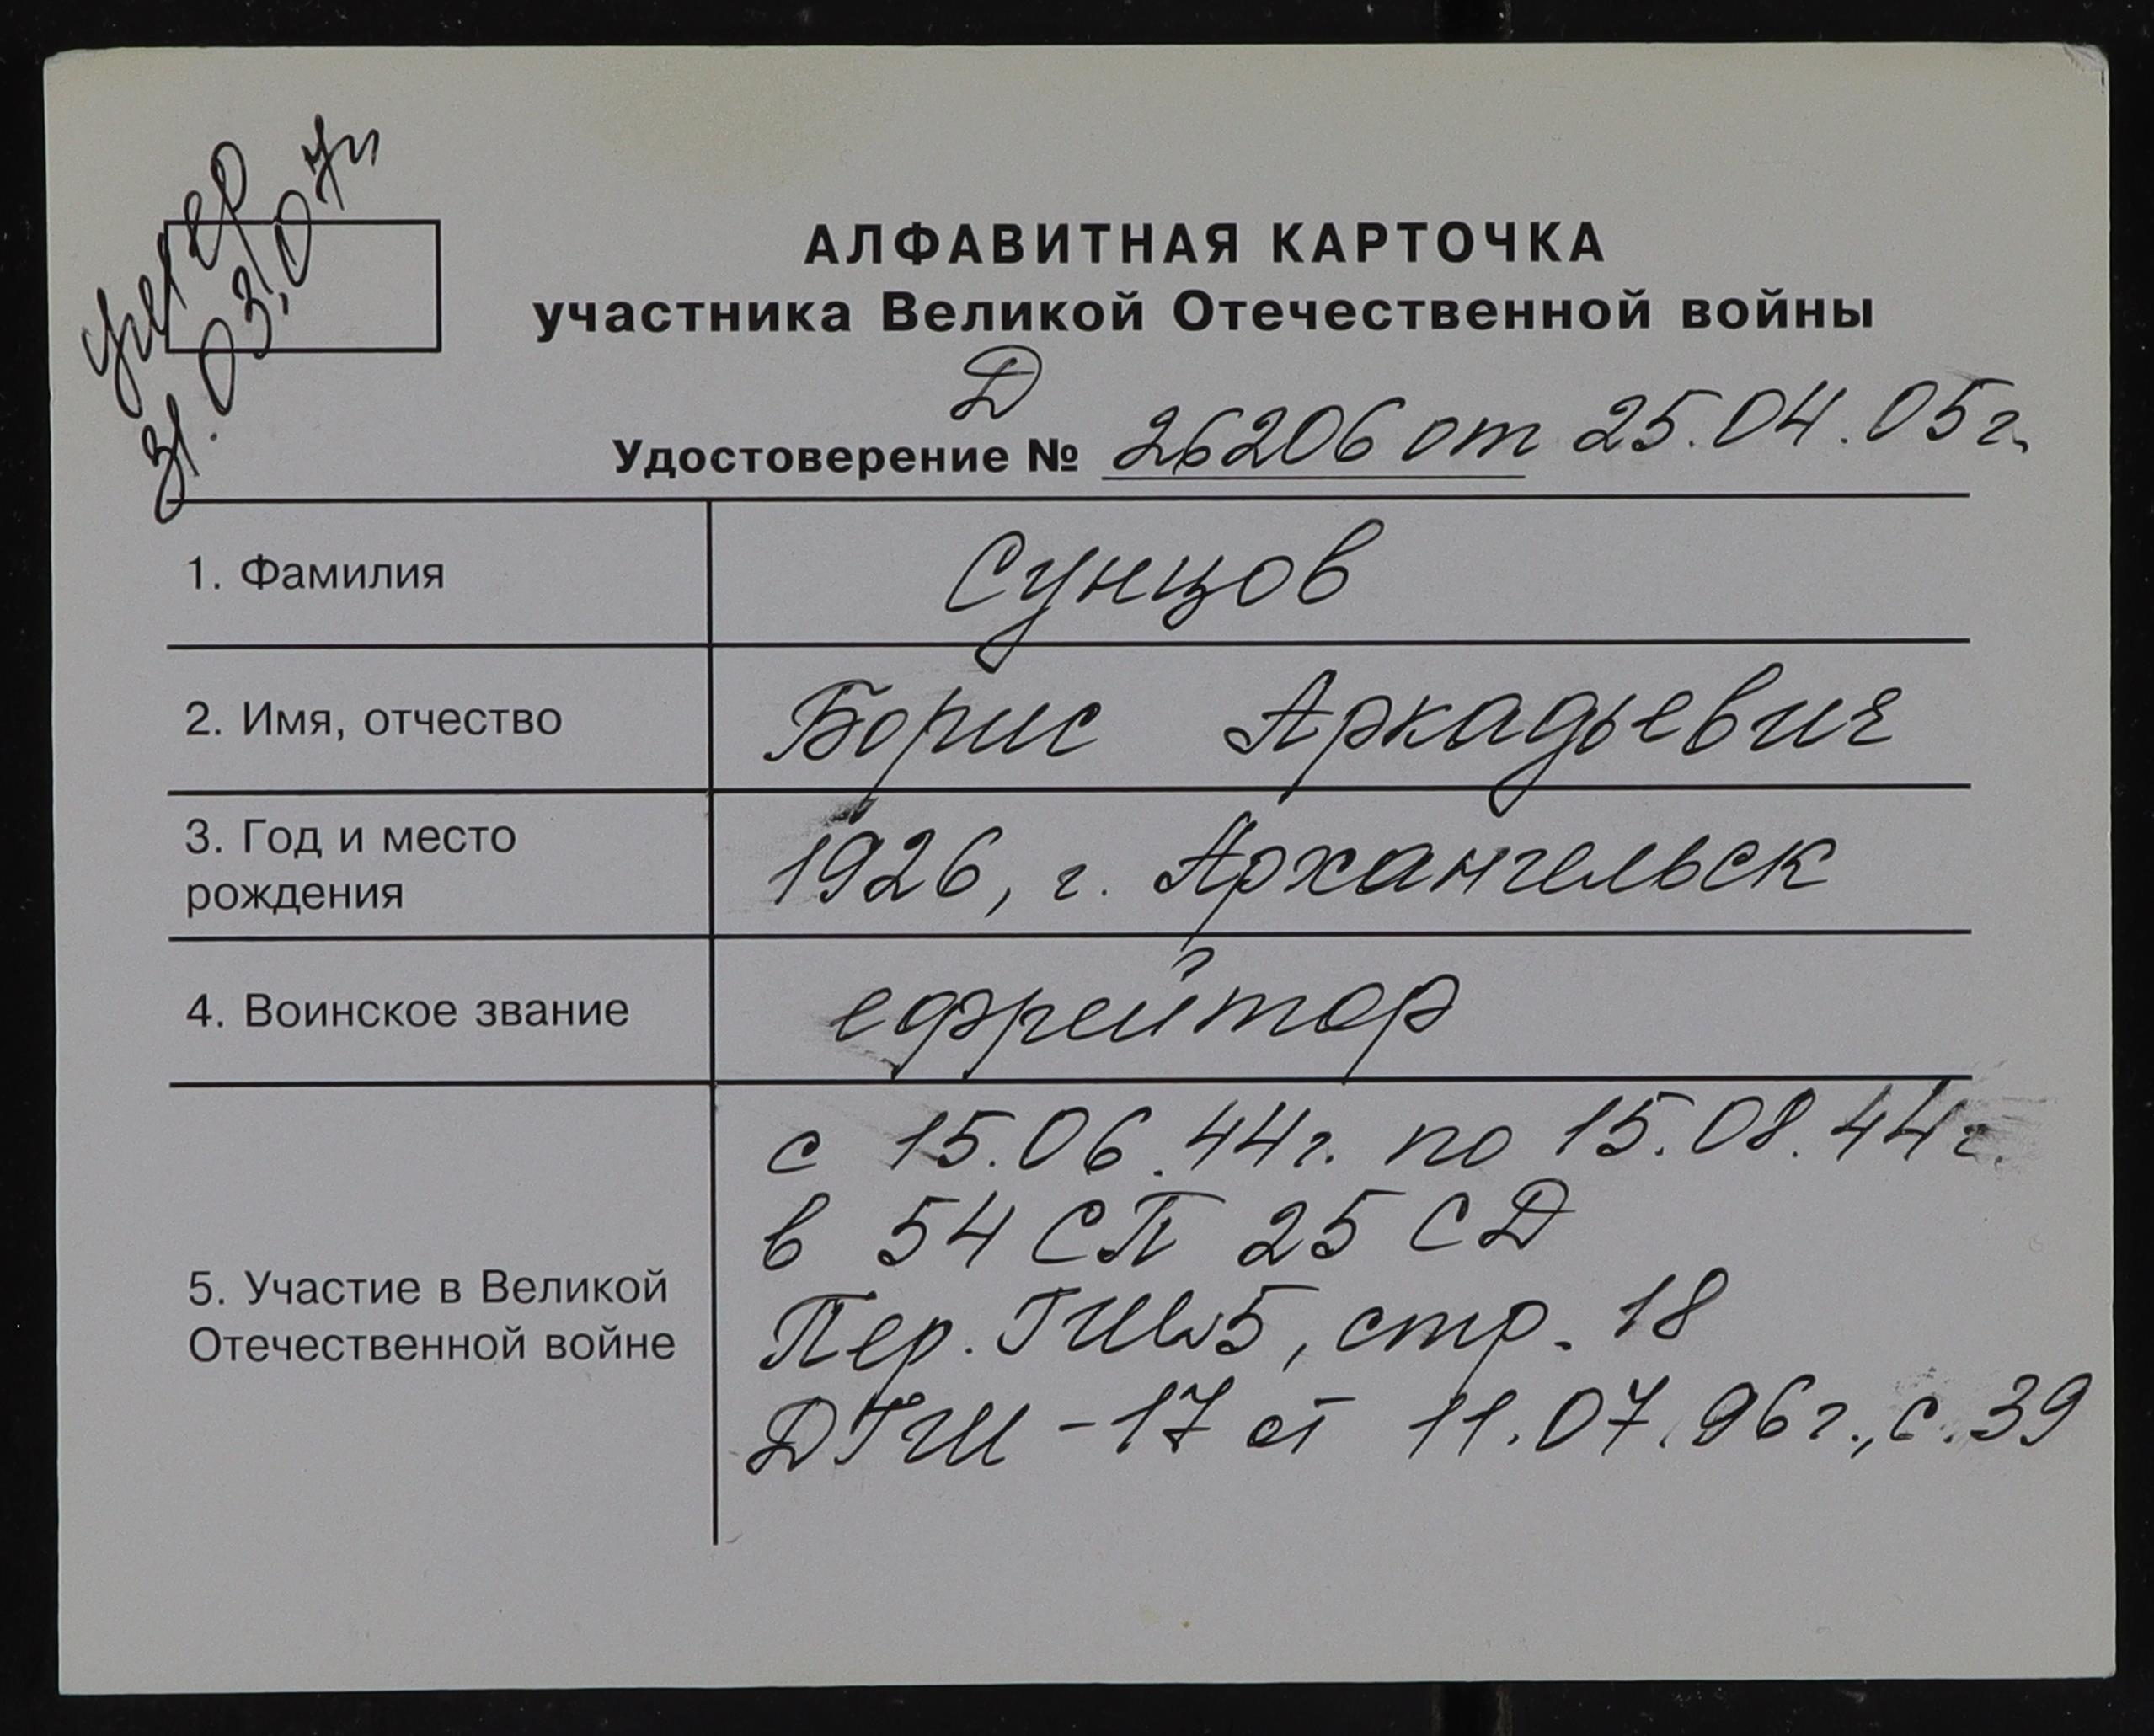 умер
31.03.07г
АЛФАВИТНАЯ КАРТОЧКА
участника Великой Отечественной войны
Д
Удостоверение № 26206 от 25.04.05г.
1. Фамилия
Сунцов
2. Имя, отчество
Борис Аркадьевич
3. Год и место
рождения
1926, г. Архангельск
4. Воинское звание
ефрейтор
5. Участие в Великой
Отечественной войне
с 15.06.44г. по 15.08.44г.
в 54 СП 25 СД
Пер. ГШ 5, стр. 18
ДГШ-17 от 11.07.96г., с. 39